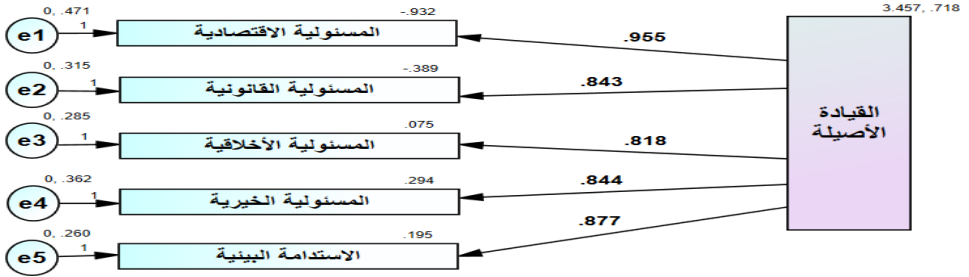 3.457, .718
0, .471
e1
1
المسئولية الاقتصادية
-.932
.955
0, .315
e2
1
المسئولية القانونية
-.389
.843
القيادة
الأصيلة
0, .285
e3
1
المسئولية الأخلاقية
.075
.818
0, .362
e4
1
المسئولية الخيرية
.294
.844
0, .260
e5
1
الاستدامة البيئية
.195
.877